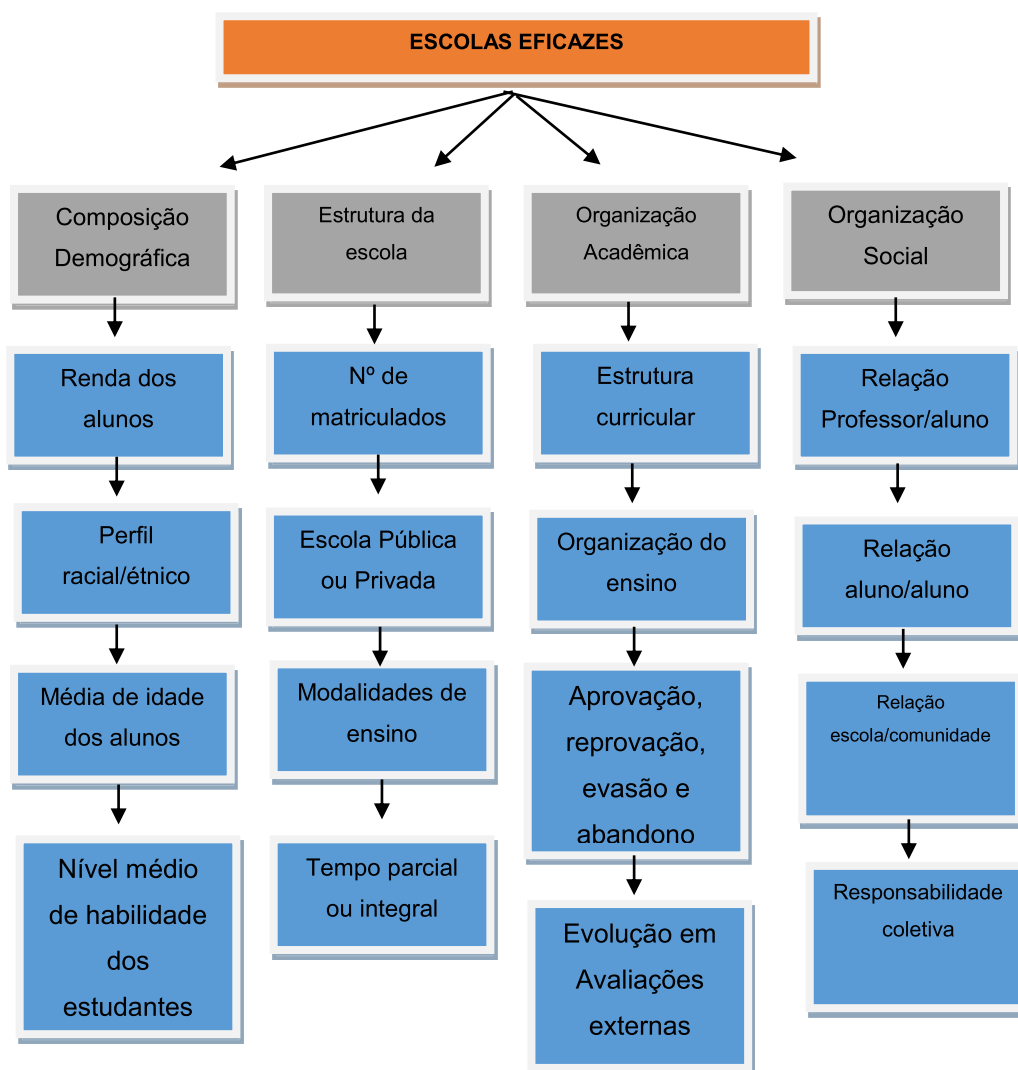 ESCOLAS EFICAZES
Composição
Demográfica
Estrutura da
escola
Organização
Acadêmica
Organização
Social
Renda dos
alunos
Nº de
matriculados
Estrutura
curricular
Relação
Professor/aluno
Perfil
racial/étnico
Escola Pública
ou Privada
Organização do
ensino
Relação
aluno/aluno
Média de idade
dos alunos
Modalidades de
ensino
Aprovação,
reprovação,
evasão e
abandono
Relação
escola/comunidade
Nível médio
de habilidade
dos
estudantes
Tempo parcial
ou integral
Evolução em
Avaliações
externas
Responsabilidade
coletiva